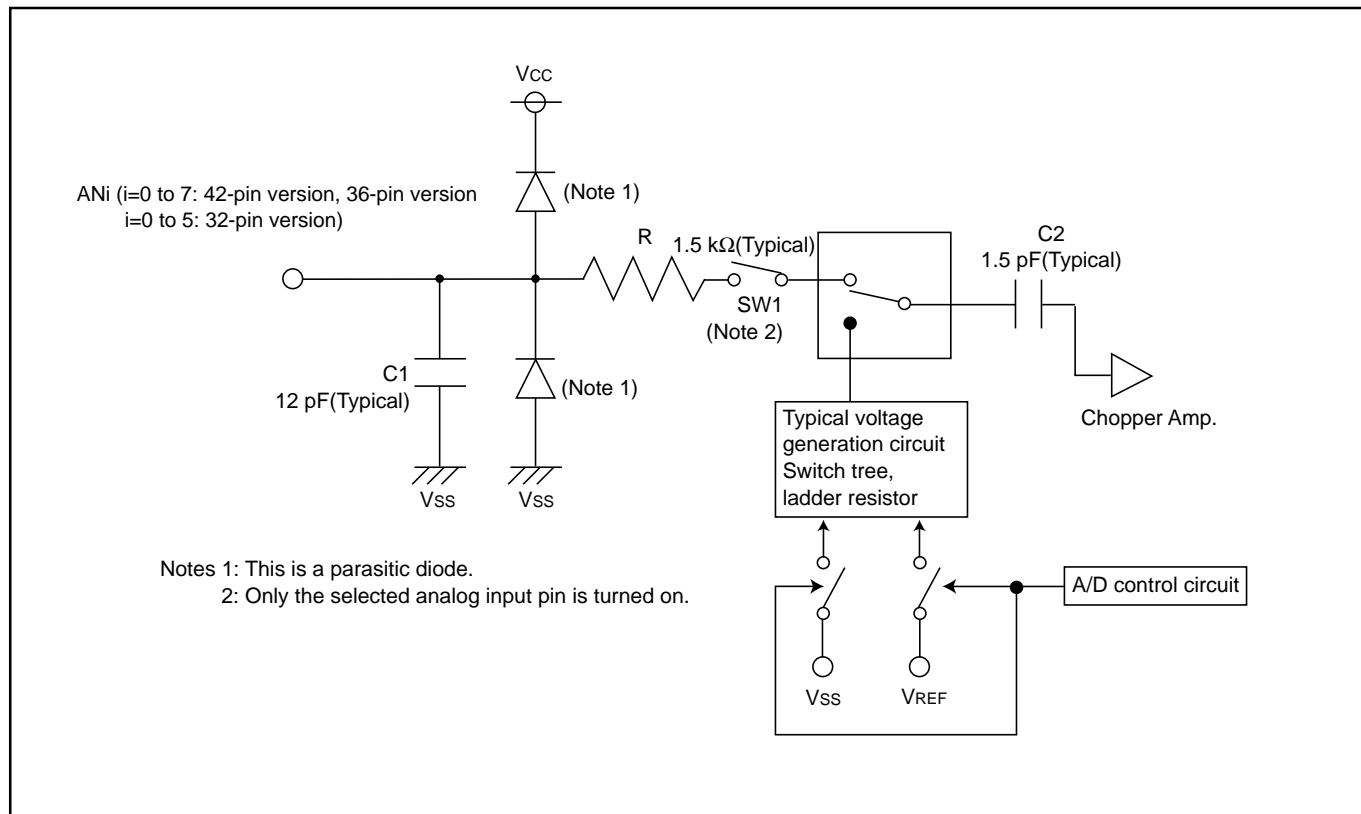 VCC
ANi (i=0 to 7: 42-pin version, 36-pin version
i=0 to 5: 32-pin version)
(Note 1)
R
1.5 kΩ(Typical)
SW1
(Note 2)
C2
1.5 pF(Typical)
C1
12 pF(Typical)
(Note 1)
Chopper Amp.
VSS
VSS
Typical voltage
generation circuit
Switch tree,
ladder resistor
Notes 1: This is a parasitic diode.
2: Only the selected analog input pin is turned on.
A/D control circuit
VSS
VREF